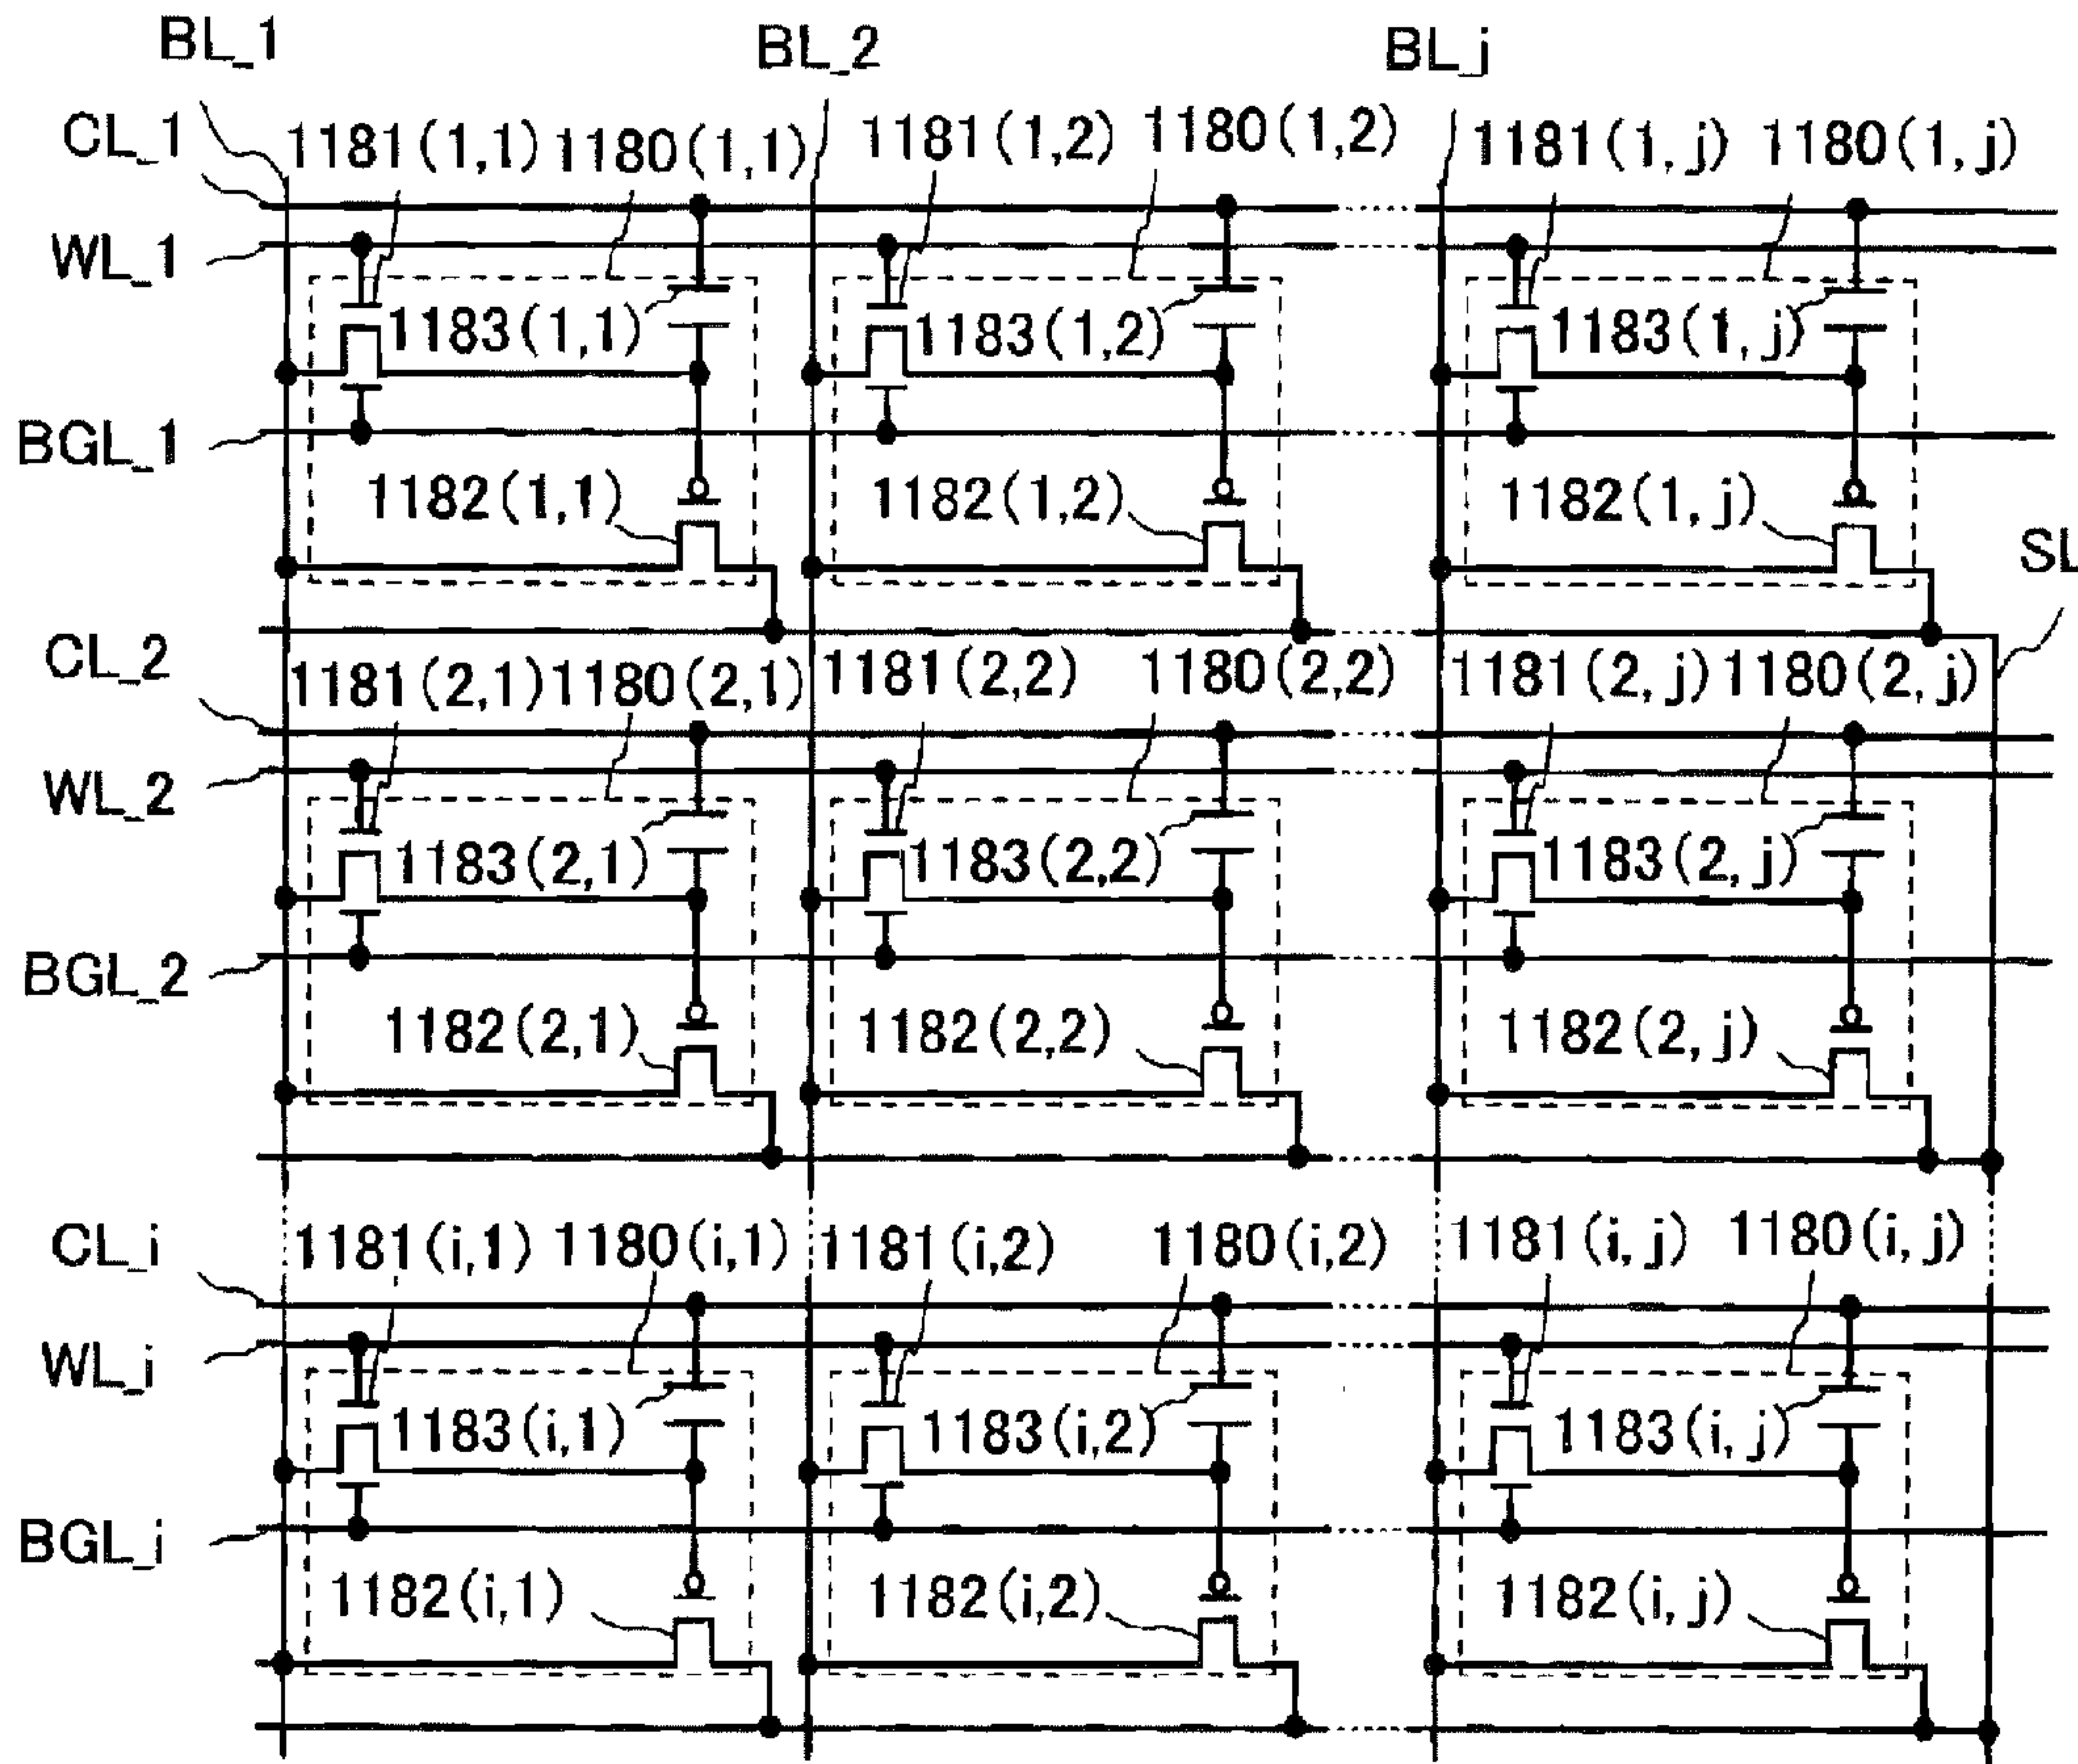 BL_1 BL_2 BL_j
CL_1 1181(1,1) 1180(1,1) 1181(1,2) 1180(1,2) 1181(1,j) 1180(1,j)
WL_1
1183(1,1) 1183(1,2) 1183(1,j)
BGL_1
1182(1,1) 1182(1,2) 1182(1,j)
SL
CL_2 1181(2,1) 1180(2,1) 1181(2,2) 1180(2,2) 1181(2,j) 1180(2,j)
WL_2
1183(2,1) 1183(2,2) 1183(2,j)
BGL_2
1182(2,1) 1182(2,2) 1182(2,j)
CL_i 1181(i,1) 1180(i,1) 1181(i,2) 1180(i,2) 1181(i,j) 1180(i,j)
WL_i
1183(i,1) 1183(i,2) 1183(i,j)
BGL_i
1182(i,1) 1182(i,2) 1182(i,j)